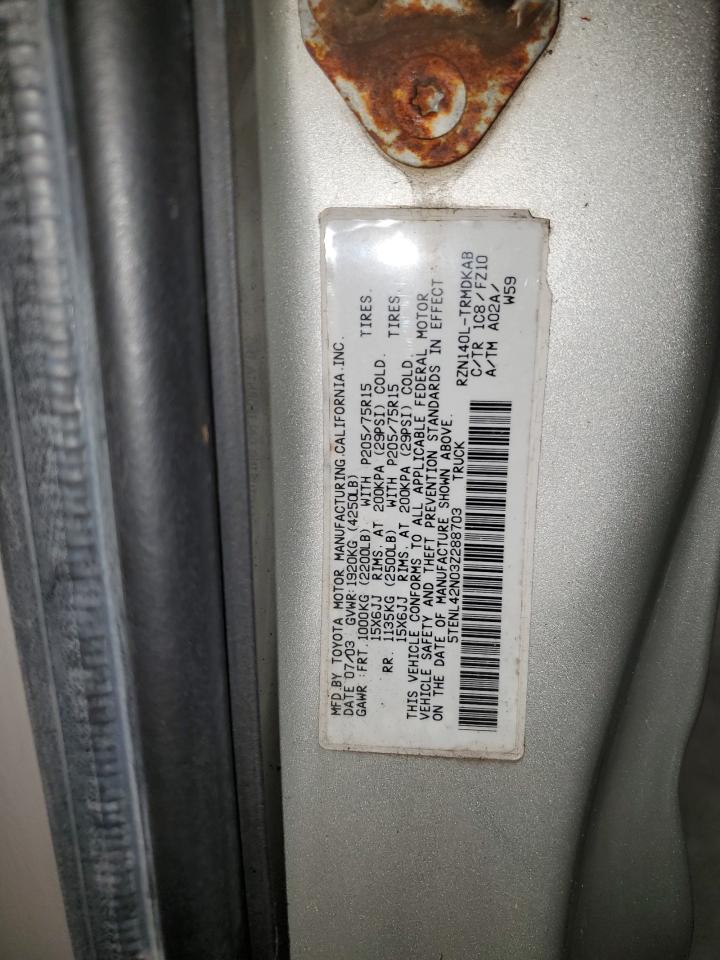 MFD.BY TOYOTA MOTOR MANUFACTURING.CALIFORNIA.INC.
DATE 07/03 GVWR:1920KG (4250LB)
GAWR:FRT.1000KG (2200LB) WITH P205/75R15 TIRES.
15X6JJ RIMS. AT 200KPA (29PSI) COLD.
RR. 1135KG (2500LB) WITH P205/75R15 TIRES
15X6JJ RIMS. AT 200KPA (29PSI) COLD.
THIS VEHICLE CONFORMS TO ALL APPLICABLE FEDERAL MOTOR
VEHICLE SAFETY AND THEFT PREVENTION STANDARDS IN EFFECT
ON THE DATE OF MANUFACTURE SHOWN ABOVE.
5TENL42N03Z288703 TRUCK
RZN140L-TRMDKAB
C/TR 1C8/FZ10
A/TM A02A/
W59